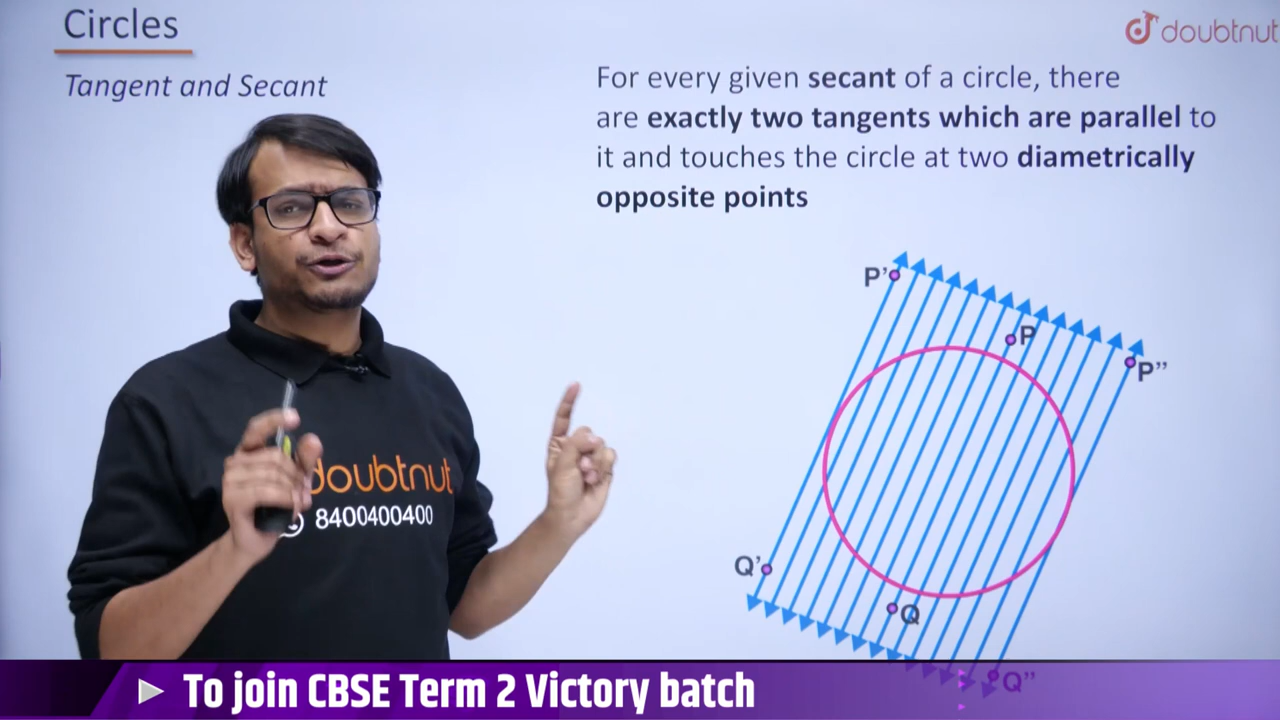 Circles
Tangent and Secant
doubtnut
For every given secant of a circle, there
are exactly two tangents which are parallel to
it and touches the circle at two diametrically
opposite points
P'
P
P”
doubtnut
8400400400
Q'
Q
Q”
To join CBSE Term 2 Victory batch